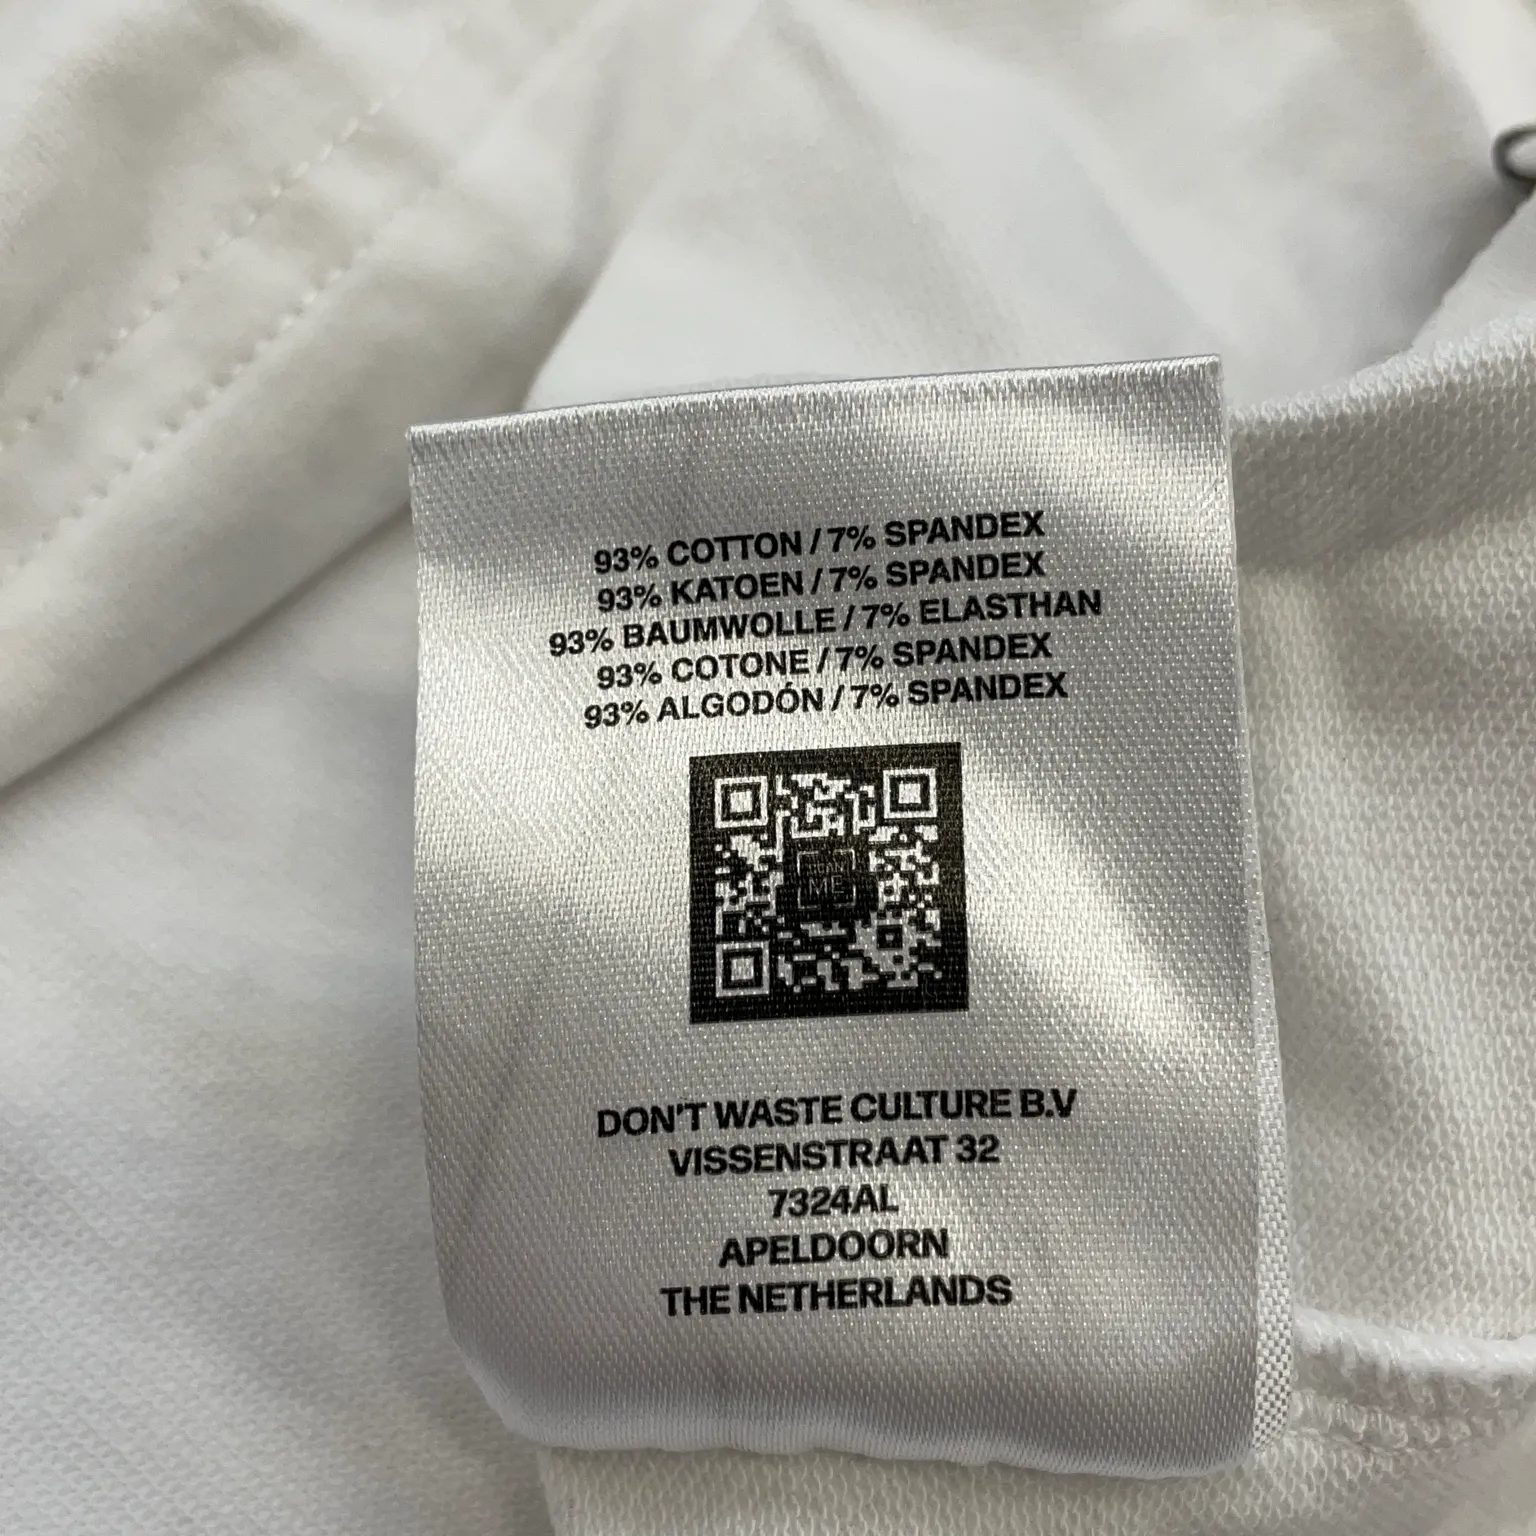 93% COTTON / 7% SPANDEX
93% KATOEN / 7% SPANDEX
93% BAUMWOLLE / 7% ELASTHAN
93% COTONE / 7% SPANDEX
93% ALGODÓN / 7% SPANDEX
ME
DON'T WASTE CULTURE B.V
VISSENSTRAAT 32
7324AL
APELDOORN
THE NETHERLANDS